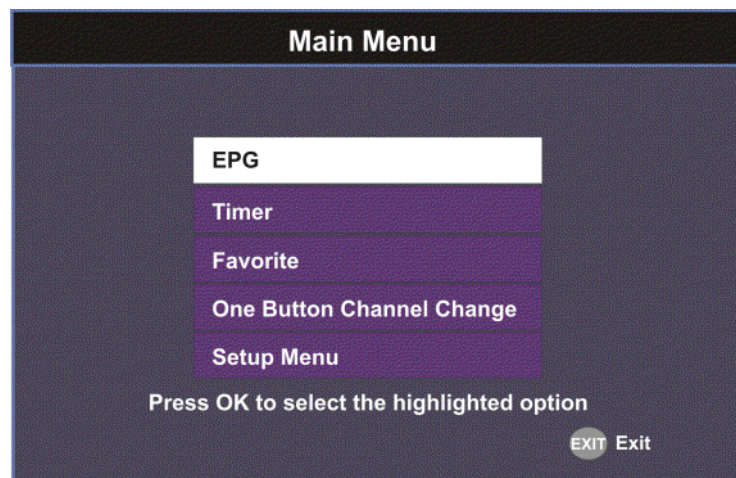 Main Menu
EPG
Timer
Favorite
One Button Channel Change
Setup Menu
Press OK to select the highlighted option
EXIT Exit